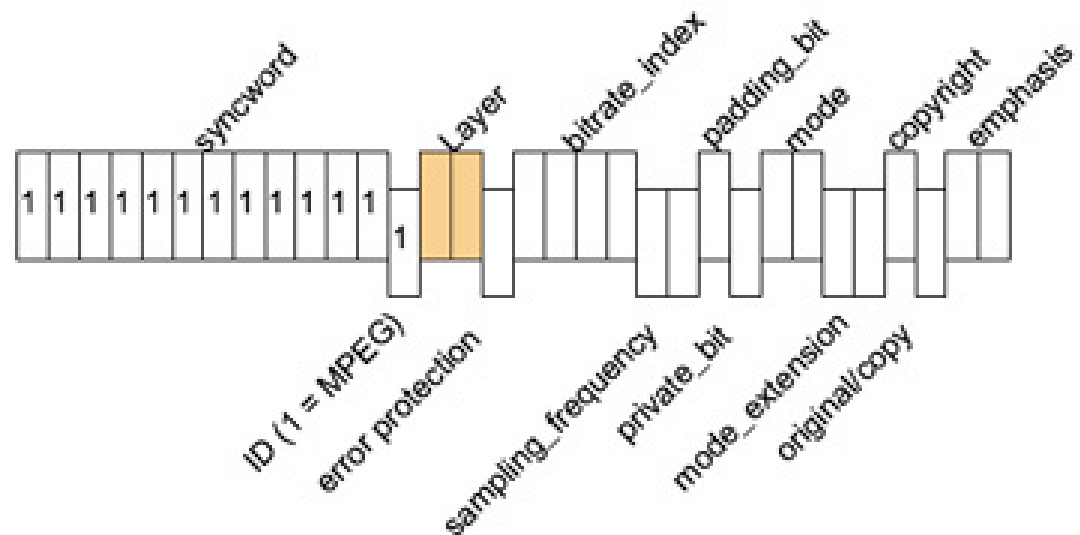 syncword
Layer
bitrate_index
padding_bit
mode
copyright
emphasis
1 1 1 1 1 1 1 1 1 1 1 1
1
ID (1 = MPEG)
error protection
sampling_frequency
private_bit
mode_extension
original/copy